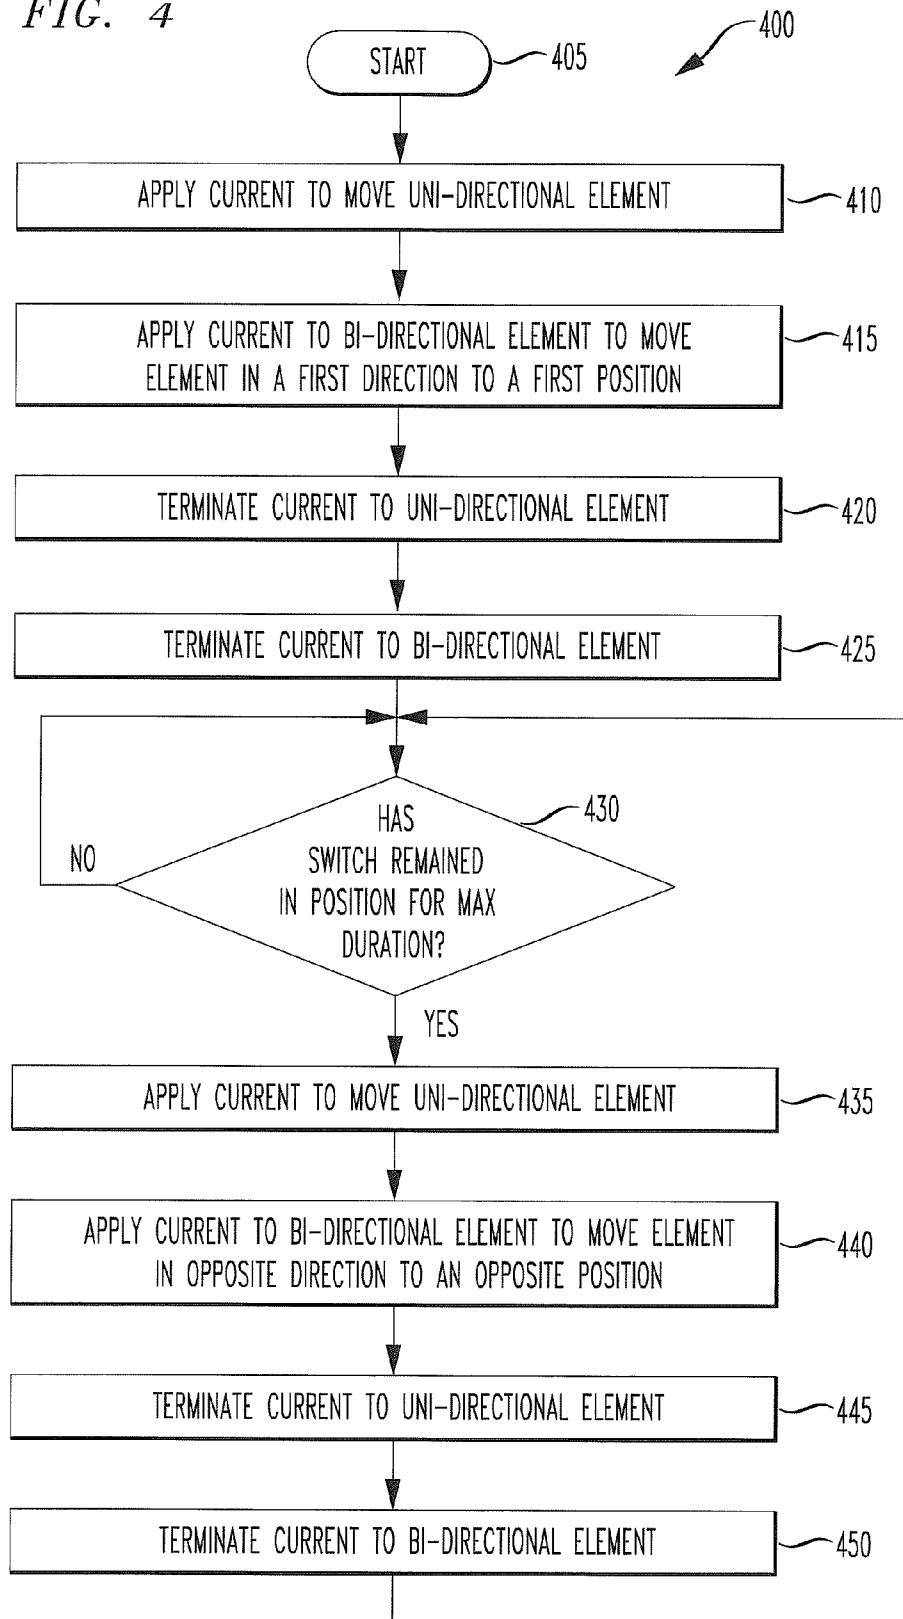 FIG. 4
400
START
405
APPLY CURRENT TO MOVE UNI-DIRECTIONAL ELEMENT
410
APPLY CURRENT TO BI-DIRECTIONAL ELEMENT TO MOVE
ELEMENT IN A FIRST DIRECTION TO A FIRST POSITION
415
TERMINATE CURRENT TO UNI-DIRECTIONAL ELEMENT
420
TERMINATE CURRENT TO BI-DIRECTIONAL ELEMENT
425
430
HAS
SWITCH REMAINED
IN POSITION FOR MAX
DURATION?
NO
YES
APPLY CURRENT TO MOVE UNI-DIRECTIONAL ELEMENT
435
APPLY CURRENT TO BI-DIRECTIONAL ELEMENT TO MOVE ELEMENT
IN OPPOSITE DIRECTION TO AN OPPOSITE POSITION
440
TERMINATE CURRENT TO UNI-DIRECTIONAL ELEMENT
445
TERMINATE CURRENT TO BI-DIRECTIONAL ELEMENT
450